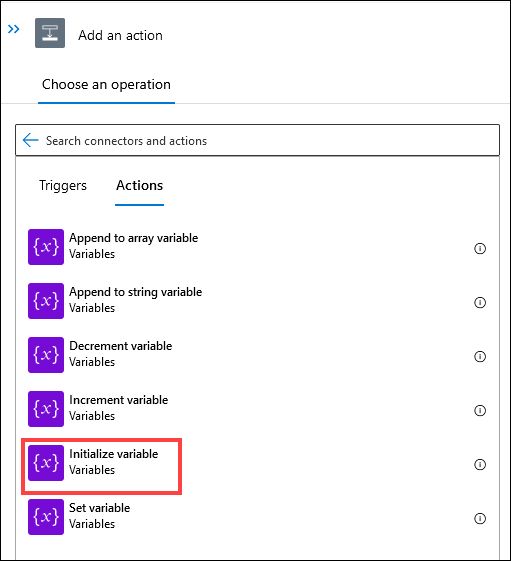 Add an action
Choose an operation
Search connectors and actions
Triggers Actions
{x} Append to array variable
Variables
{x} Append to string variable
Variables
{x} Decrement variable
Variables
{x} Increment variable
Variables
{x} Initialize variable
Variables
{x} Set variable
Variables